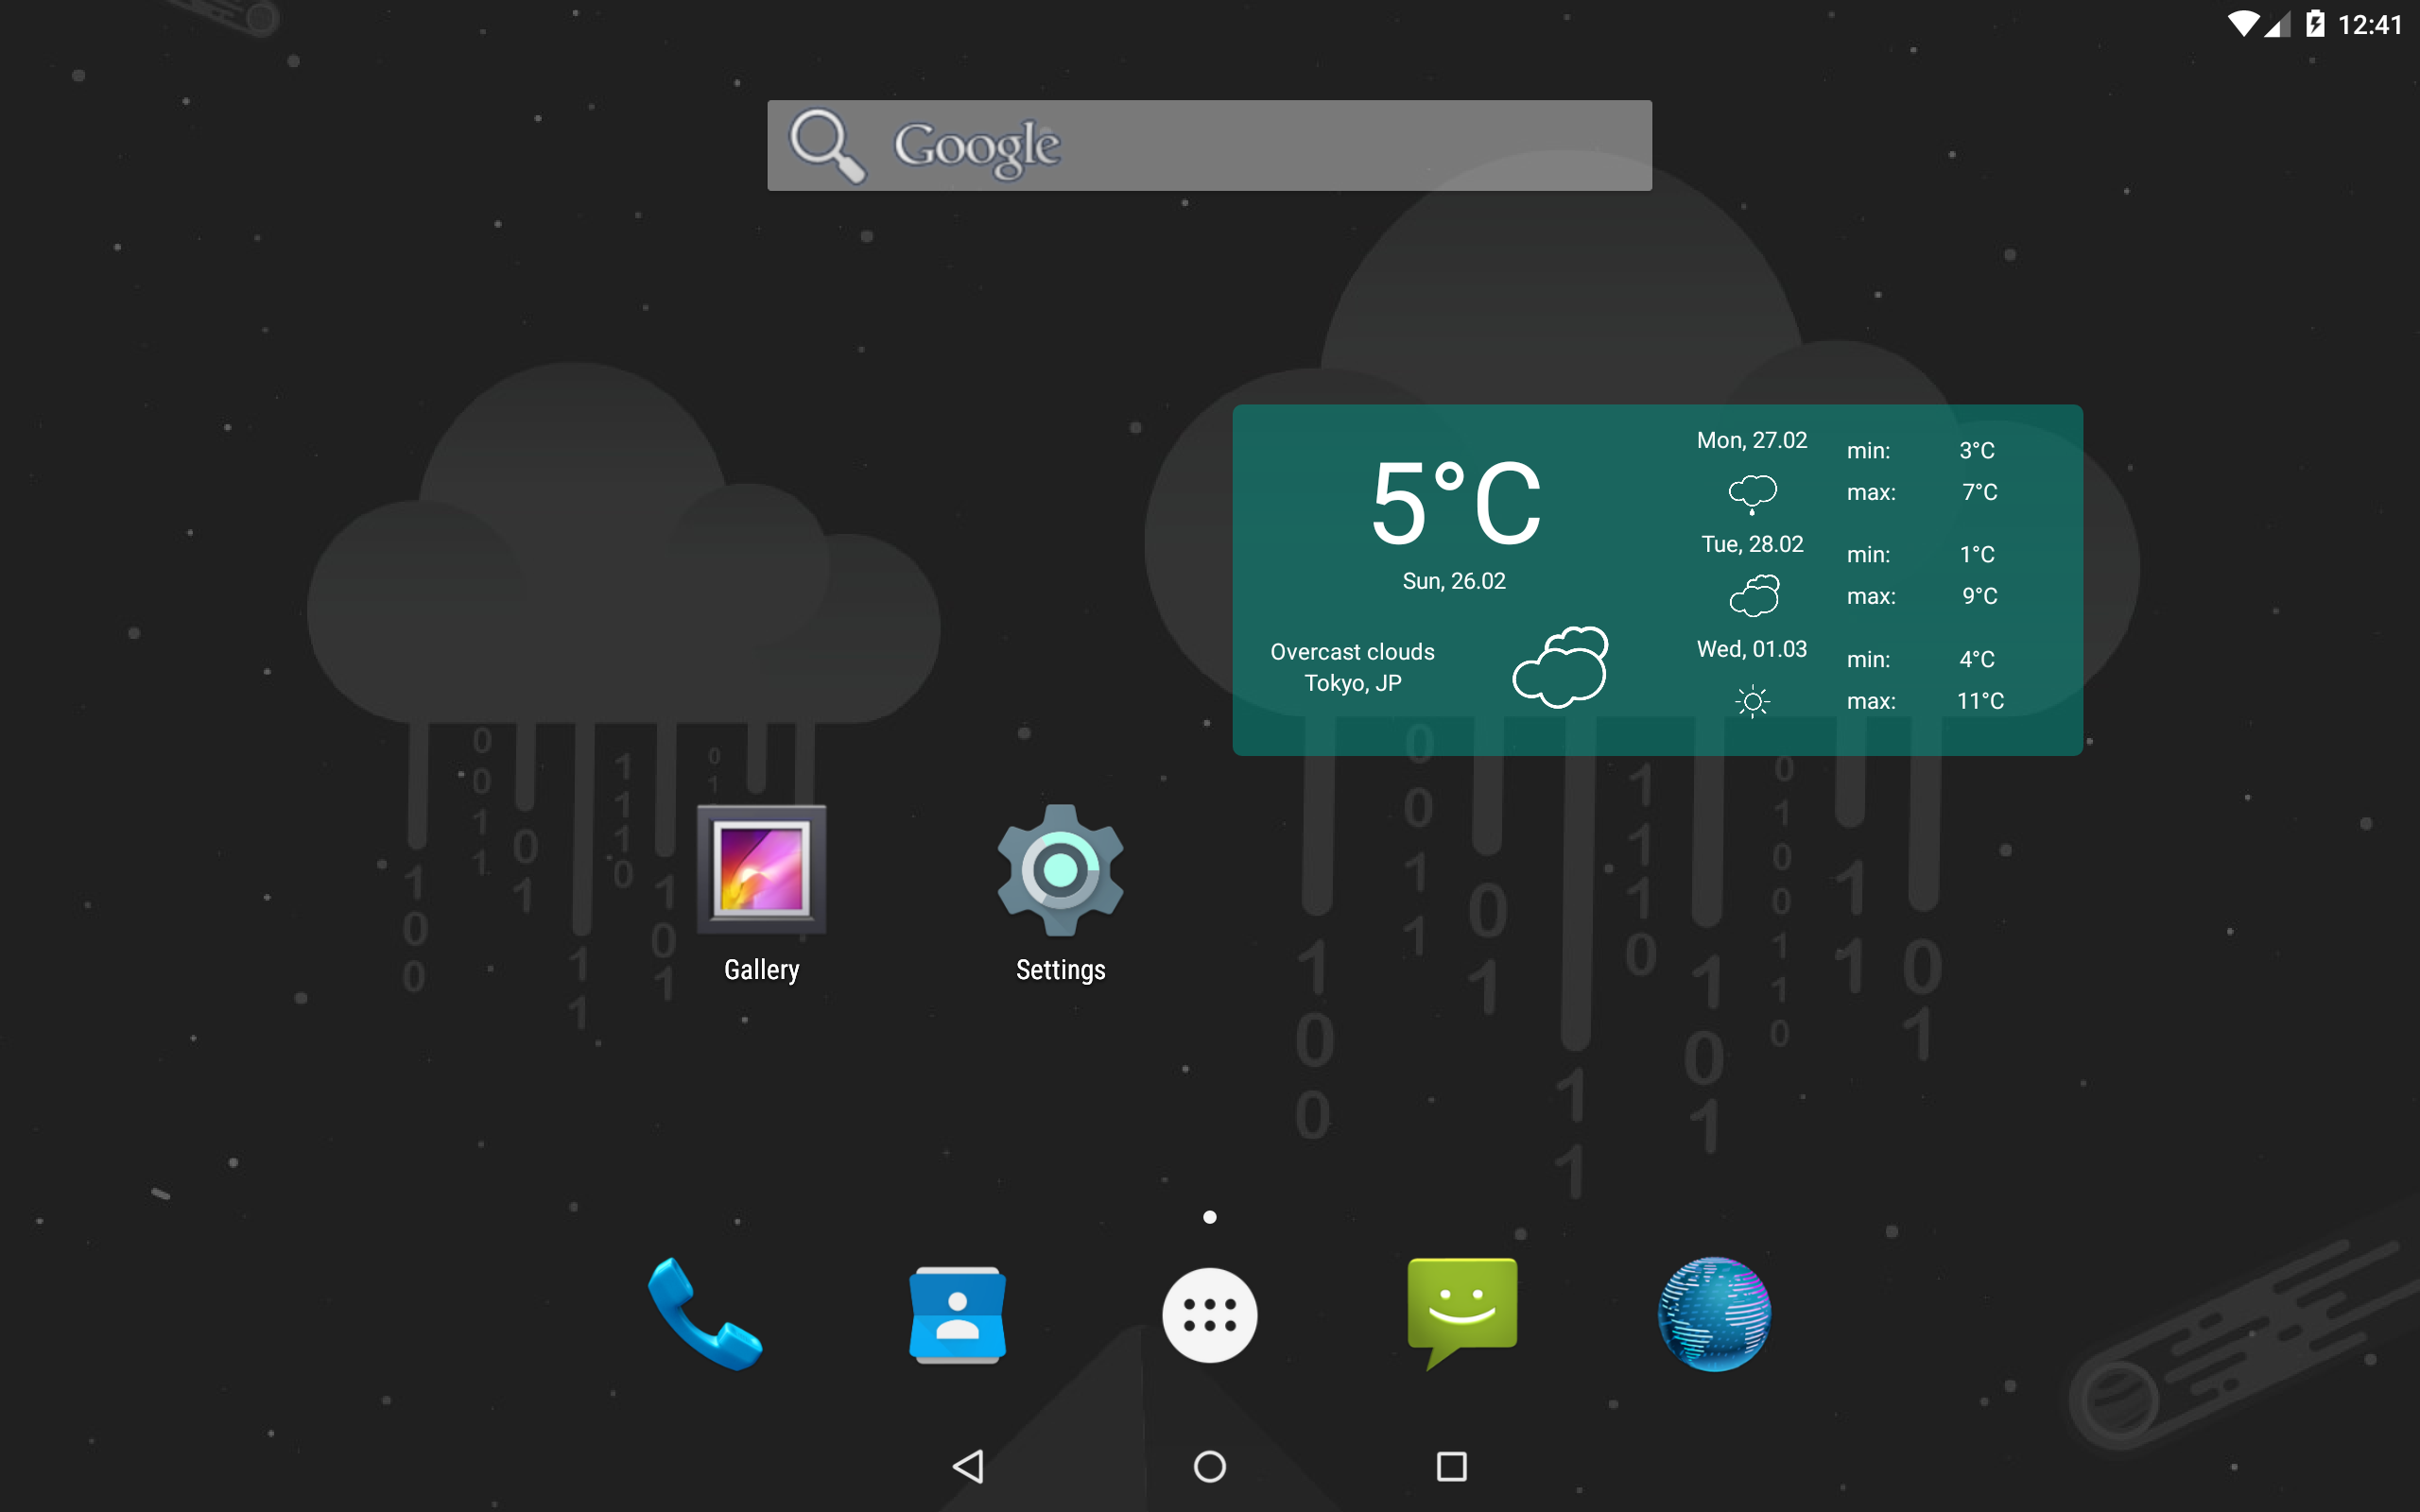 12:41
Google
5°C
Sun, 26.02
Overcast clouds
Tokyo, JP
Mon, 27.02
min: 3°C
max: 7°C
Tue, 28.02
min: 1°C
max: 9°C
Wed, 01.03
min: 4°C
max: 11°C
Gallery
Settings